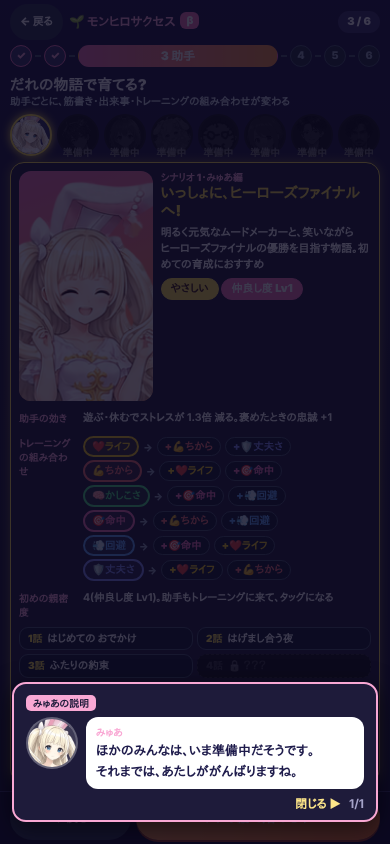 ← 戻る
🌱 モンヒロサクセス β
3 / 6
✓ ✓ 3 助手 4 5 6
だれの物語で育てる?
助手ごとに、筋書き・出来事・トレーニングの組み合わせが変わる
準備中 準備中 準備中 準備中 準備中 準備中 準備中
シナリオ 1・みゅあ編
いっしょに、ヒーローズファイナル
へ!
明るく元気なムードメーカーと、笑いながら
ヒーローズファイナルの優勝を目指す物語。初
めての育成におすすめ
やさしい 仲良し度 Lv1
助手の効き 遊ぶ・休むでストレスが 1.3倍 減る。褒めたときの忠誠 +1
トレーニング
の組み合わ
せ
❤️ライフ → +💪ちから +🛡️丈夫さ
💪ちから → +❤️ライフ +🎯命中
🧠かしこさ → +🎯命中 +💨回避
🎯命中 → +💪ちから +💨回避
💨回避 → +🎯命中 +❤️ライフ
🛡️丈夫さ → +❤️ライフ +💪ちから
初めの親密
度
4(仲良し度 Lv1)。助手もトレーニングに来て、タッグになる
1話 はじめての おでかけ
2話 はげまし合う夜
3話 ふたりの約束
4話 🔒 ???
みゅあの説明
みゅあ
ほかのみんなは、いま準備中だそうです。
それまでは、あたしががんばりますね。
閉じる ▶ 1/1